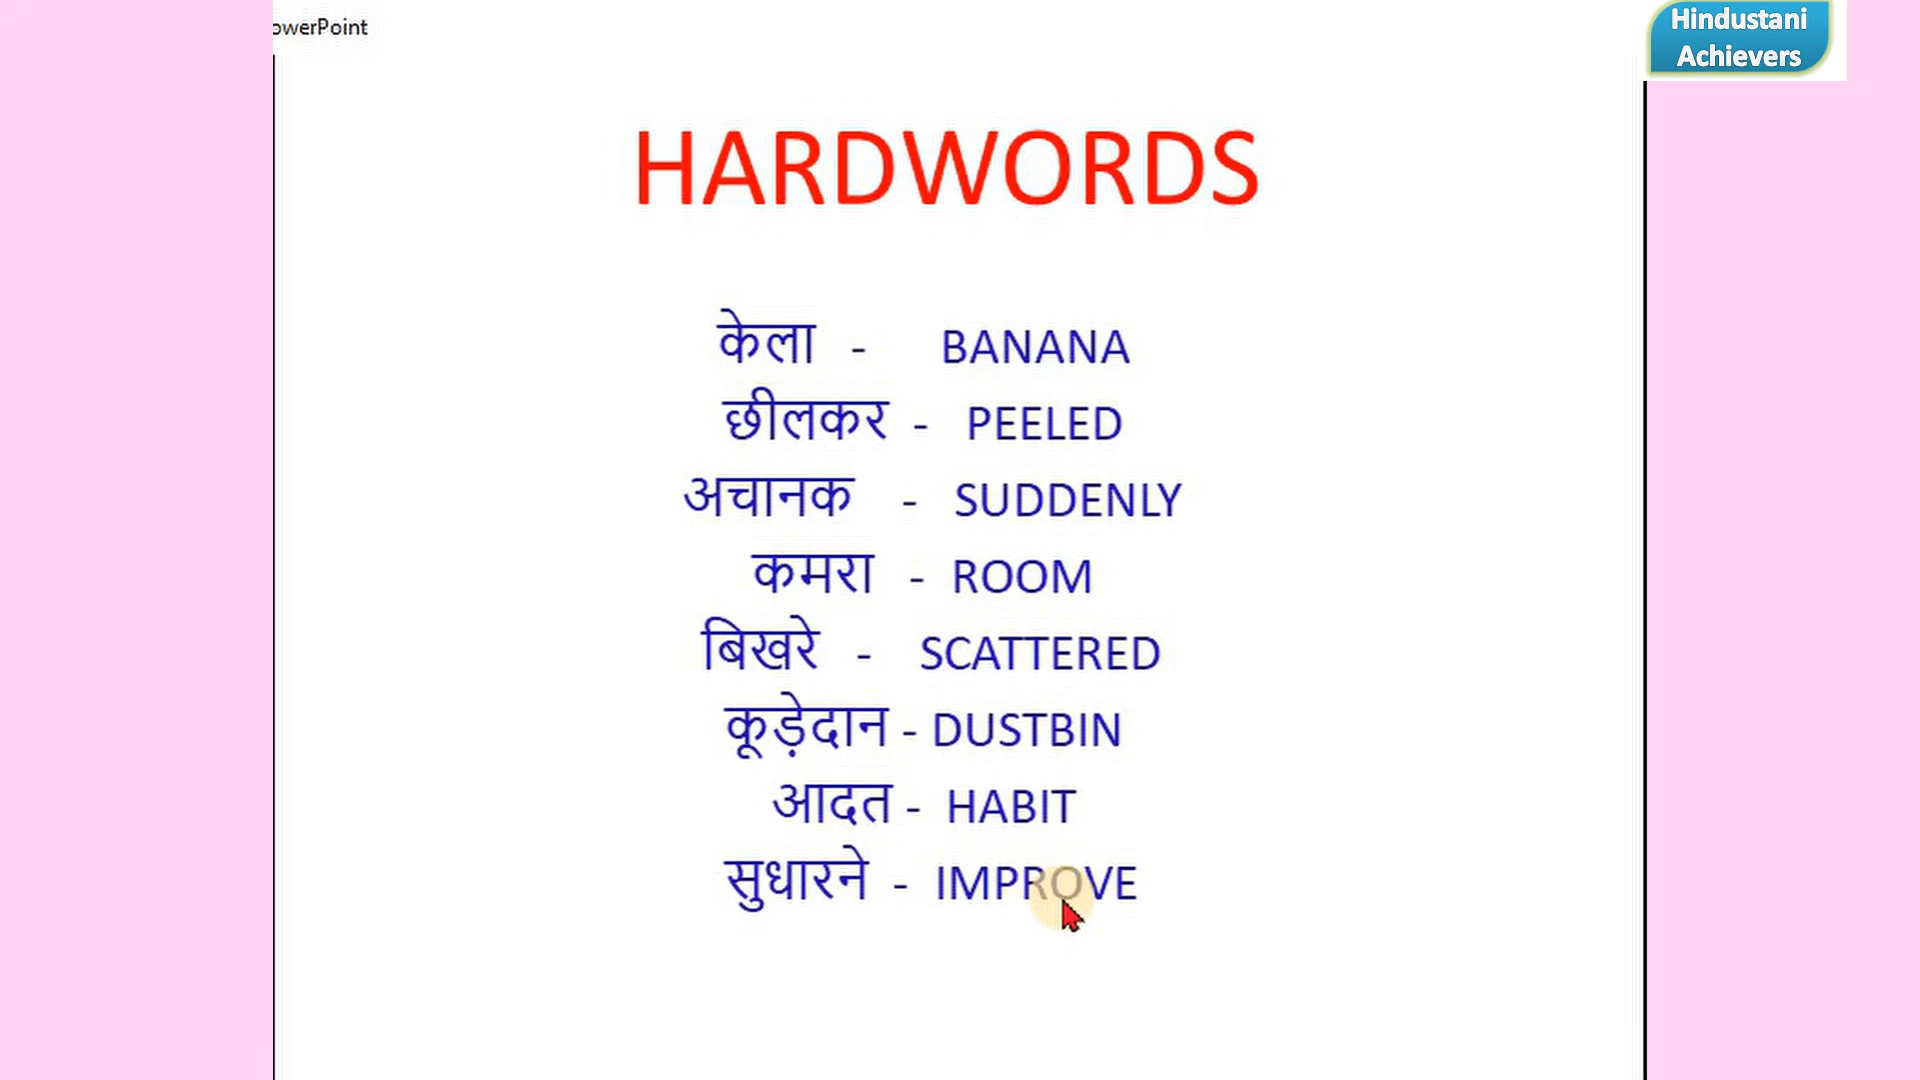 owerPoint
Hindustani
Achievers
HARDWORDS
केला - BANANA
छीलकर - PEELED
अचानक - SUDDENLY
कमरा - ROOM
बिखरे - SCATTERED
कूड़ेदान - DUSTBIN
आदत - HABIT
सुधारने - IMPROVE